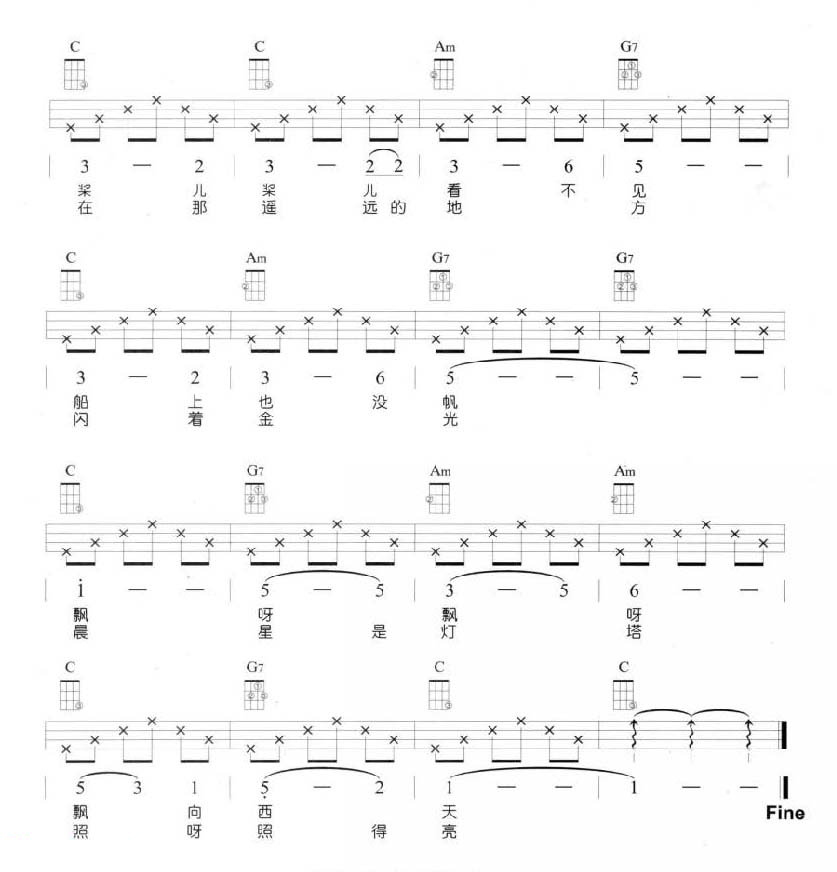 C C Am G7
3 — 2 3 — 2 2 3 — 6 5 — —
桨 儿 桨 儿 看 不 见
在 那 遥 远 的 地 方
C Am G7 G7
3 — 2 3 — 6 5 — — 5 — —
船 上 也 没 帆
闪 着 金 光
C G7 Am Am
1 — — 5 — 5 3 — 5 6 — —
飘 呀 飘 呀
晨 星 是 灯 塔
C G7 C C
5 3 1 5 — 2 1 — — 1 — —
飘 向 西 天
照 呀 照 得 亮
Fine